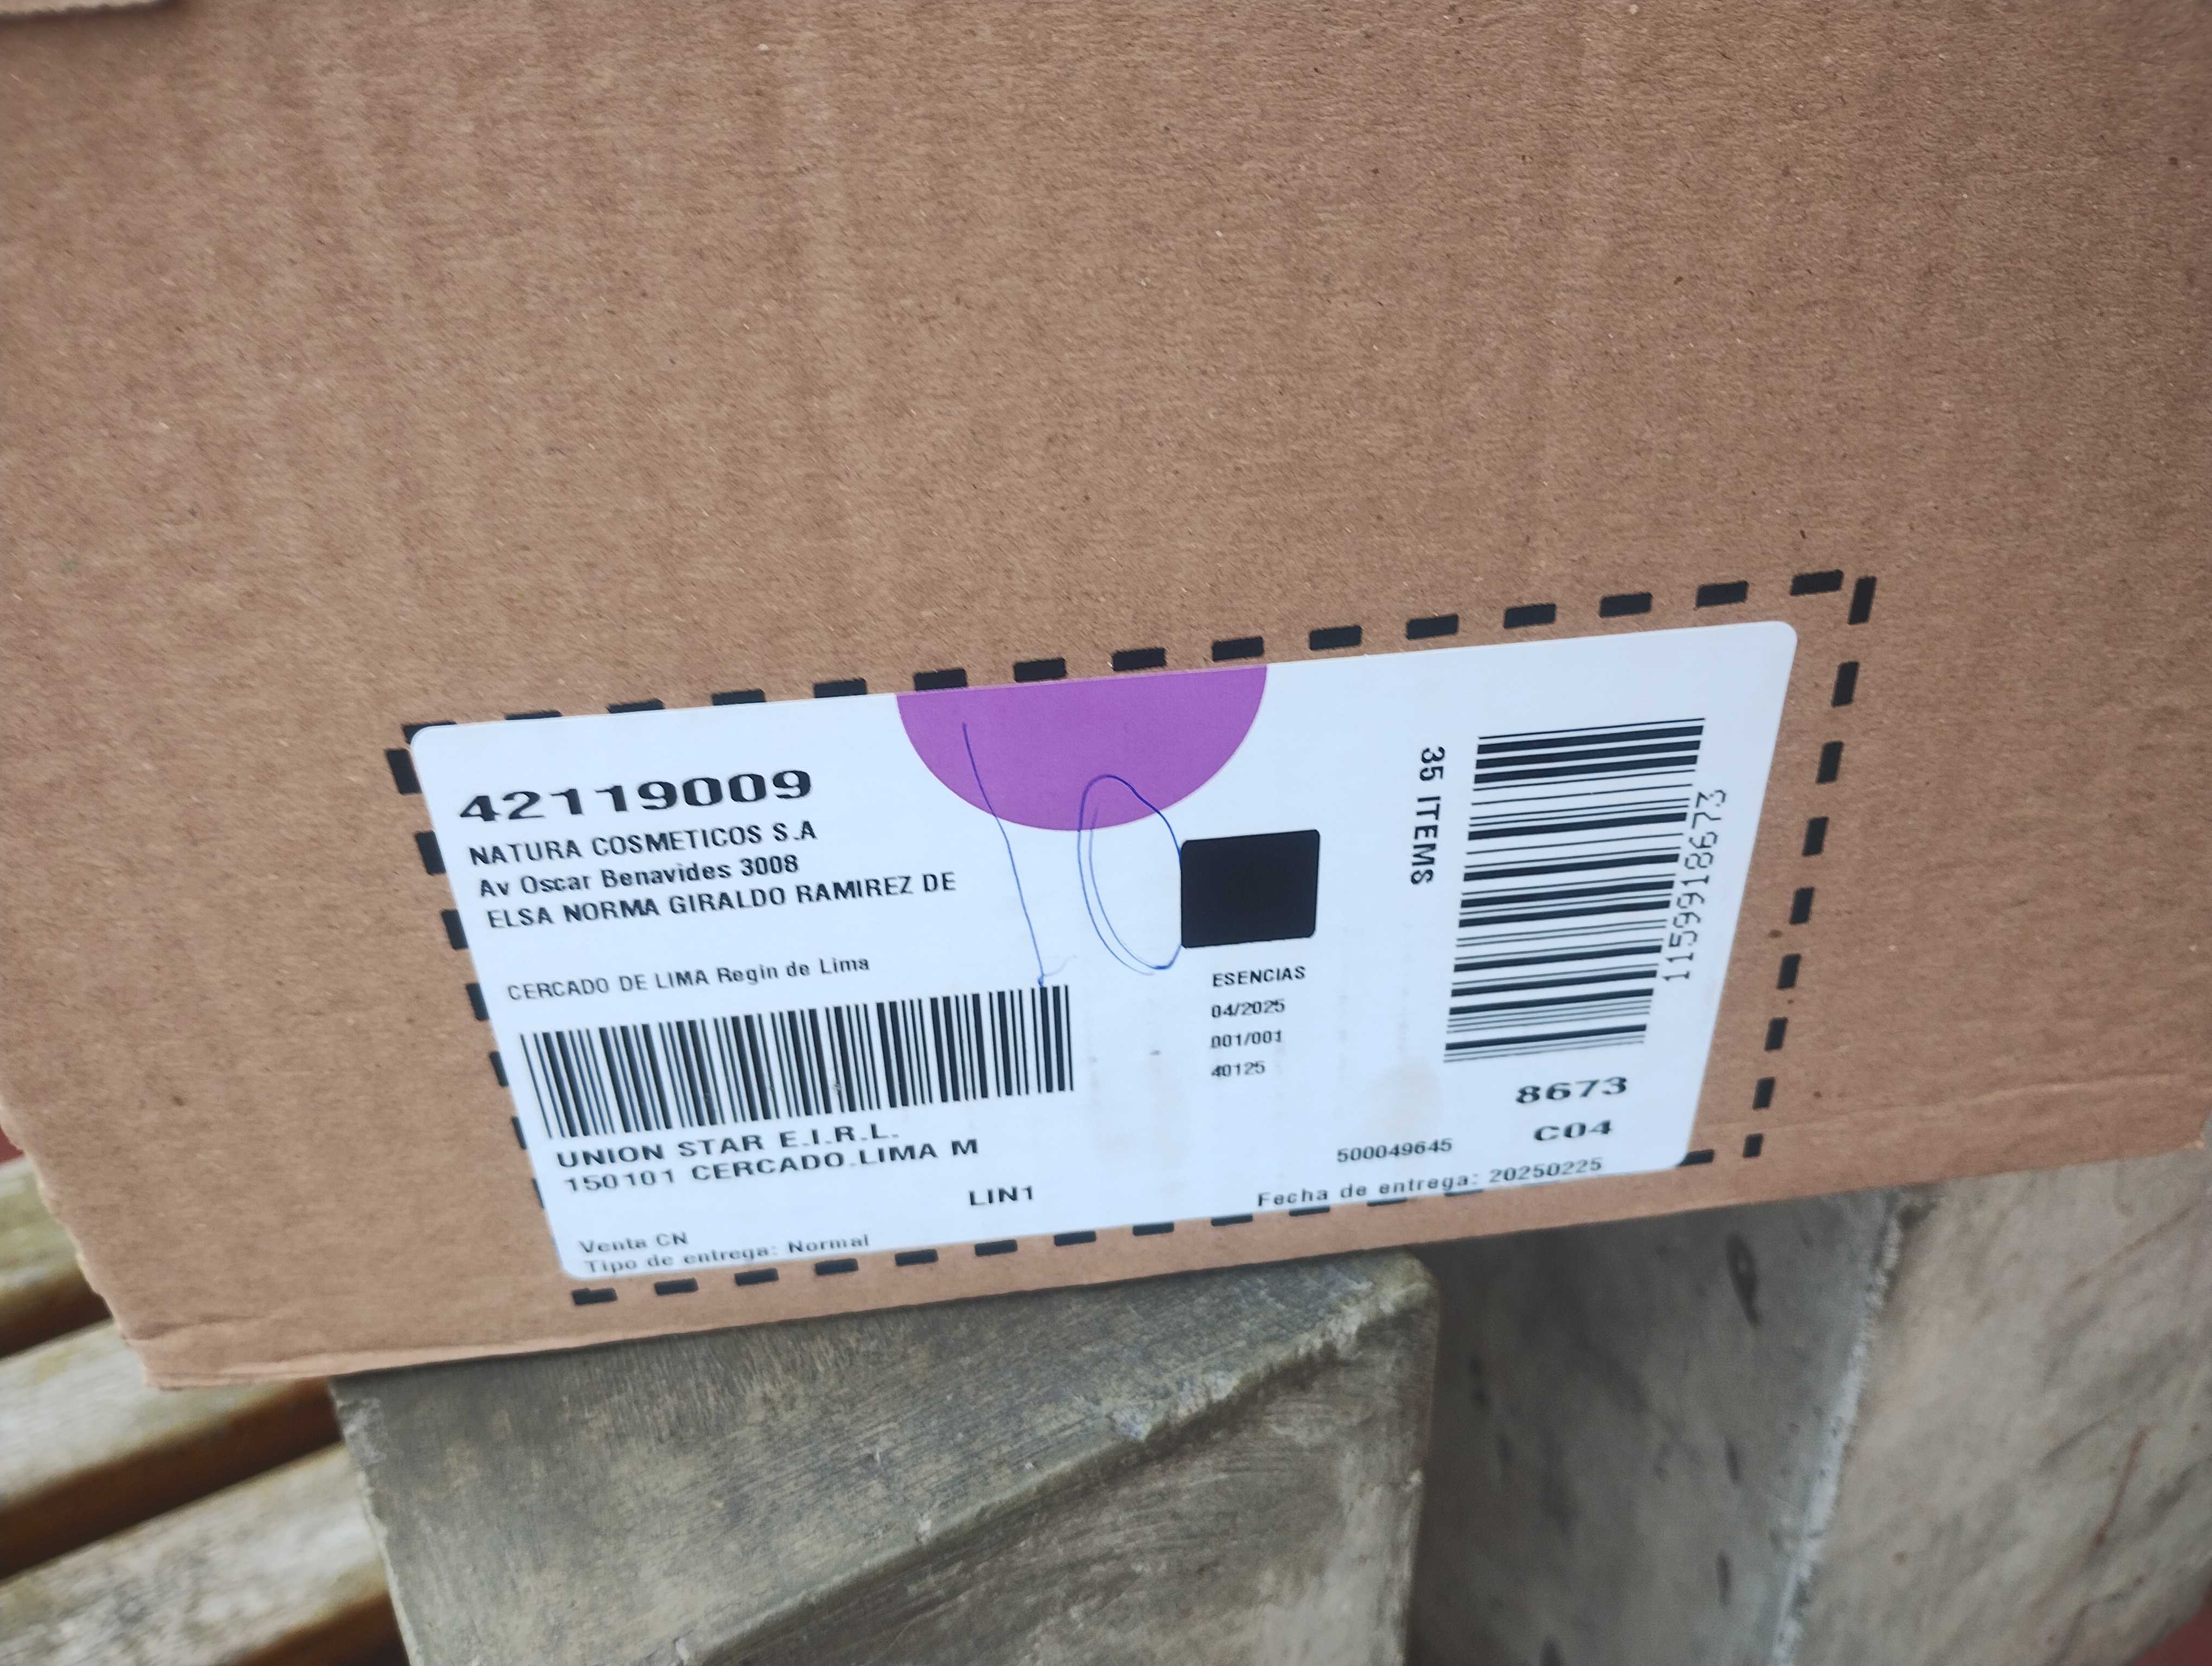 42119009
NATURA COSMETICOS S.A
Av Oscar Benavides 3008
ELSA NORMA GIRALDO RAMIREZ DE
CERCADO DE LIMA Regin de Lima
UNION STAR E.I.R.L.
150101 CERCADO.LIMA M
LIN1
Venta CN
Tipo de entrega: Normal
10
ESENCIAS
04/2025
001/001
40125
35 ITEMS
1159918673
8673
C04
500049645
Fecha de entrega: 20250225